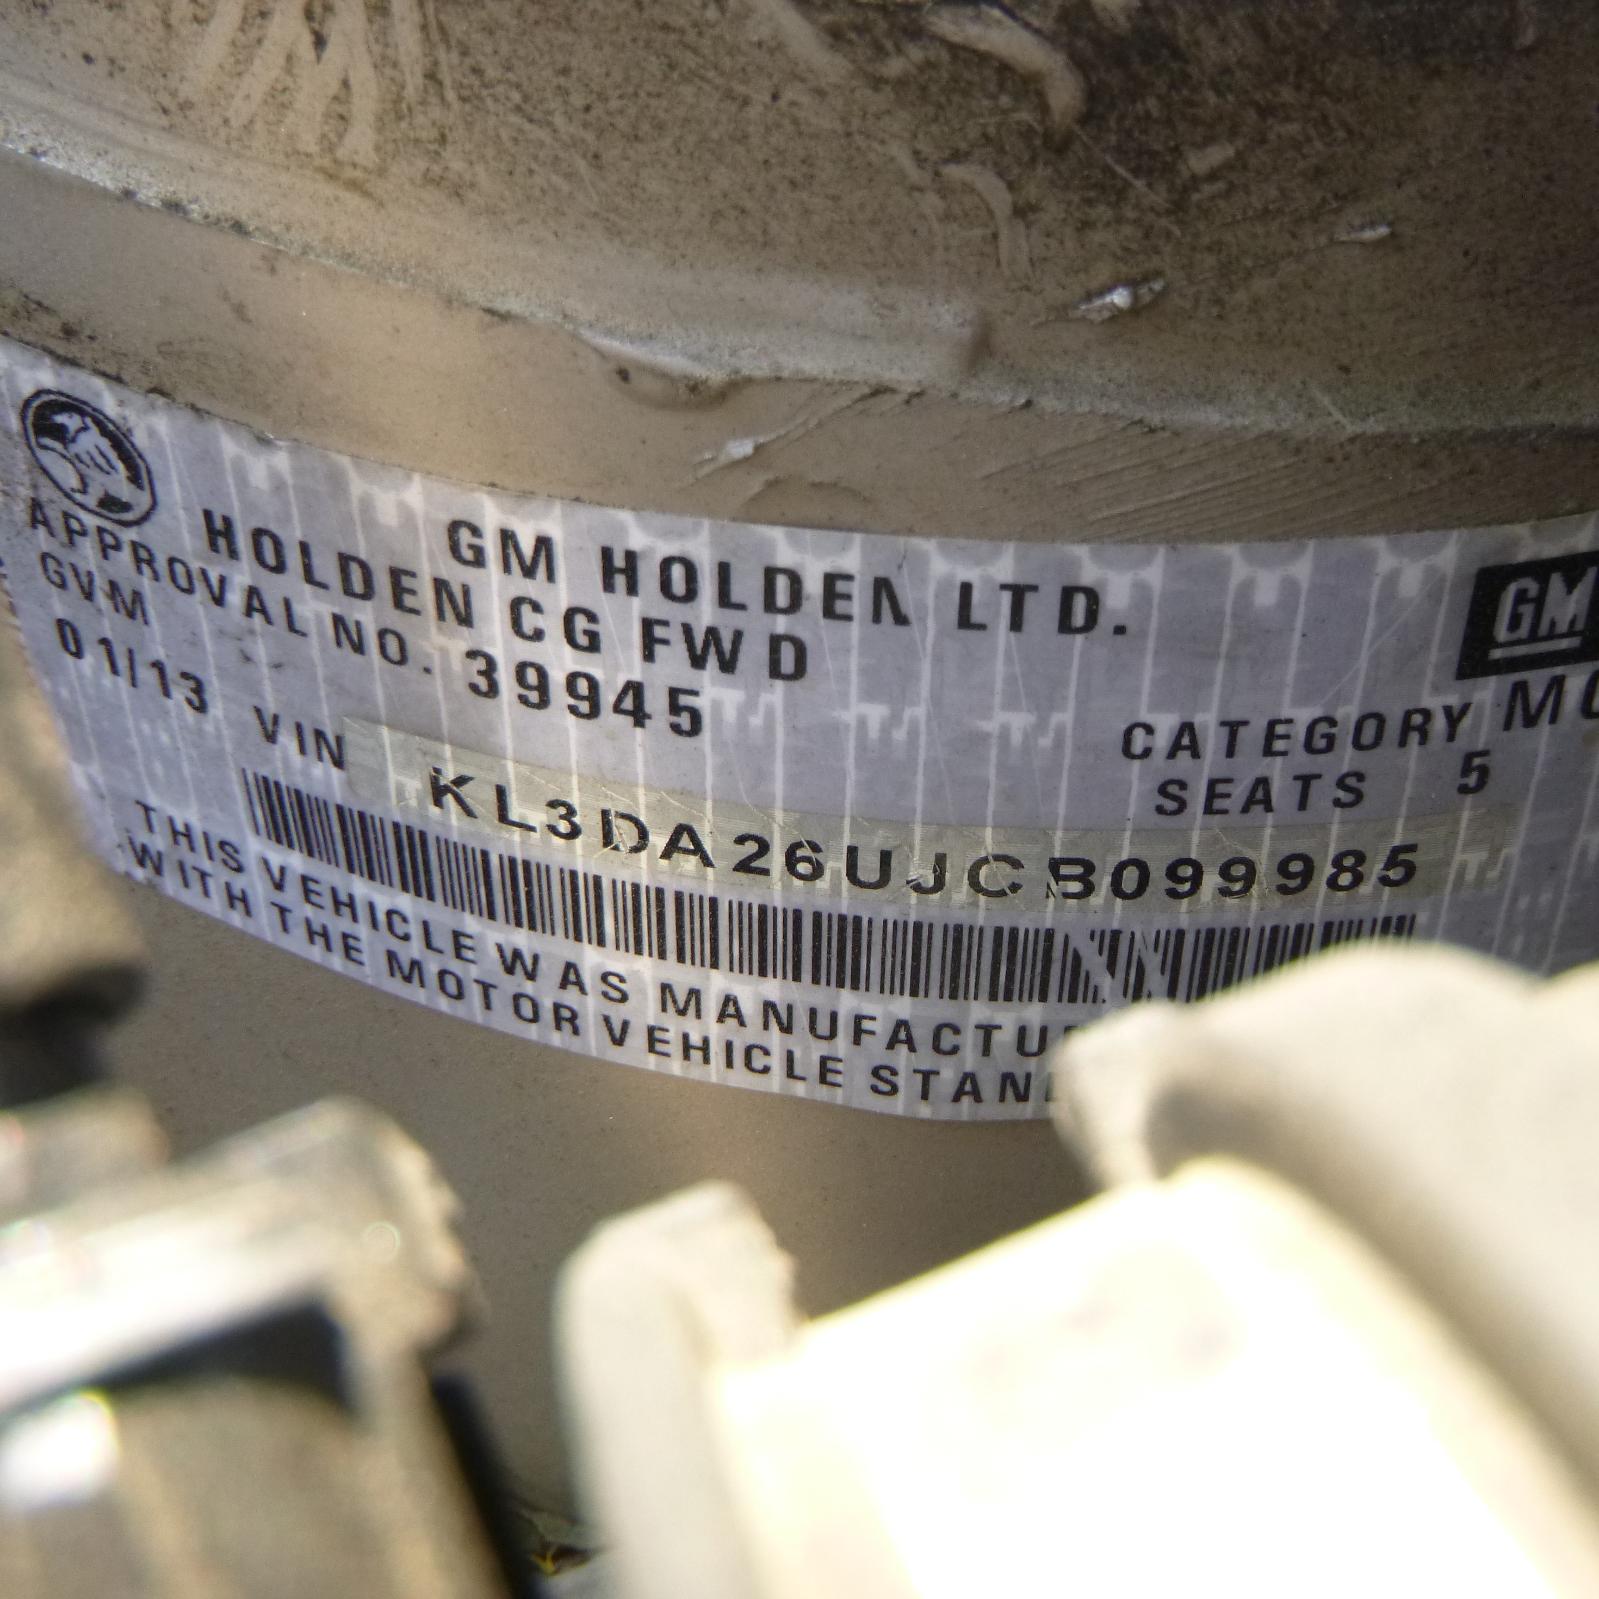 GM HOLDEN LTD.
HOLDEN CG FWD
APPROVAL NO. 39945
GVM
01/13
GM
CATEGORY
SEATS 5
VIN KL3DA26UJCB099985
THIS VEHICLE WAS
WITH THE MOTOR VEHICLE